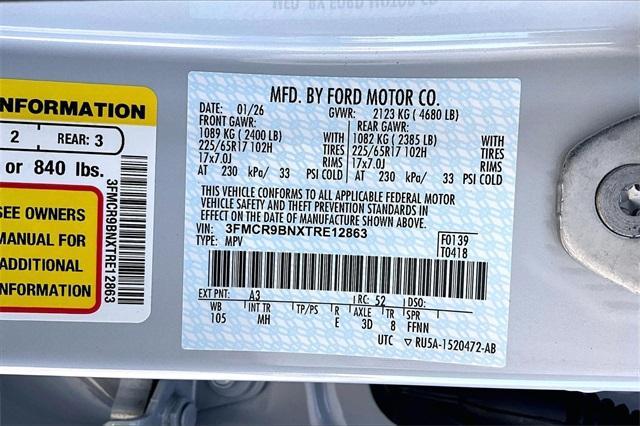 NFORMATION
2 REAR: 3
or 840 lbs.
SEE OWNERS
MANUAL FOR
ADDITIONAL
INFORMATION
3FMCR9BNXTRE12863
MFD. BY FORD MOTOR CO.
DATE: 01/26 GVWR: 2123 KG ( 4680 LB)
FRONT GAWR: REAR GAWR:
1089 KG ( 2400 LB) WITH 1082 KG ( 2385 LB) WITH
225/65R17 102H TIRES 225/65R17 102H TIRES
17x7.0J RIMS 17x7.0J RIMS
AT 230 kPa/ 33 PSI COLD AT 230 kPa/ 33 PSI COLD
THIS VEHICLE CONFORMS TO ALL APPLICABLE FEDERAL MOTOR
VEHICLE SAFETY AND THEFT PREVENTION STANDARDS IN
EFFECT ON THE DATE OF MANUFACTURE SHOWN ABOVE.
VIN: 3FMCR9BNXTRE12863 F0139
TYPE: MPV T0418
EXT PNT: A3 RC: 52 DSO:
WB INT TR TP/PS R AXLE TR SPR
105 MH E 3D 8 FFNN
UTC RU5A-1520472-AB